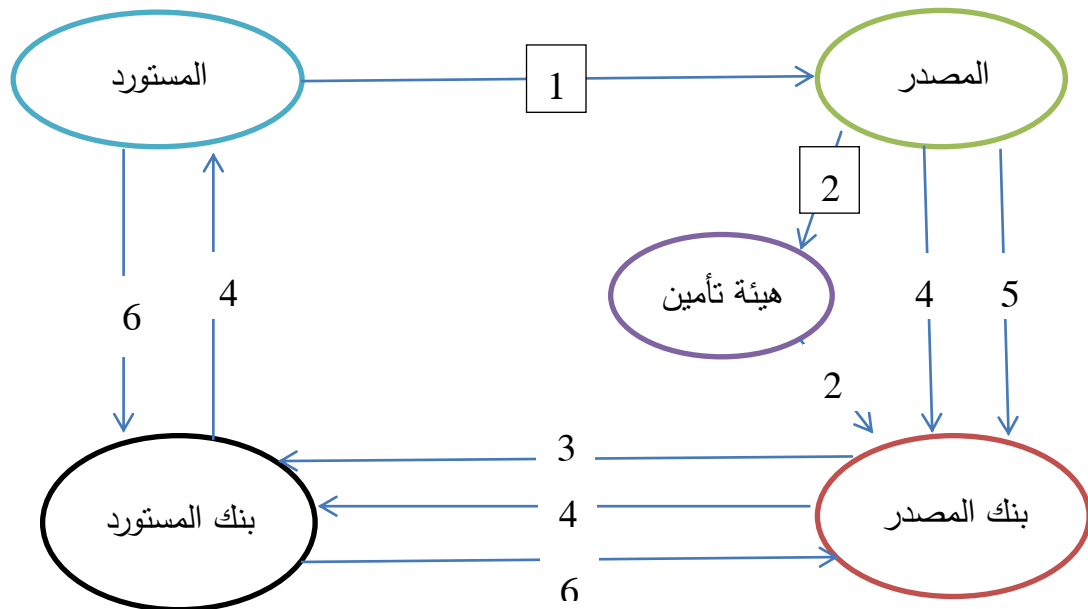 المستورد
1
المصدر
2
هيئة تأمين
6
4
4
5
2
3
بنك المستورد
4
بنك المصدر
6